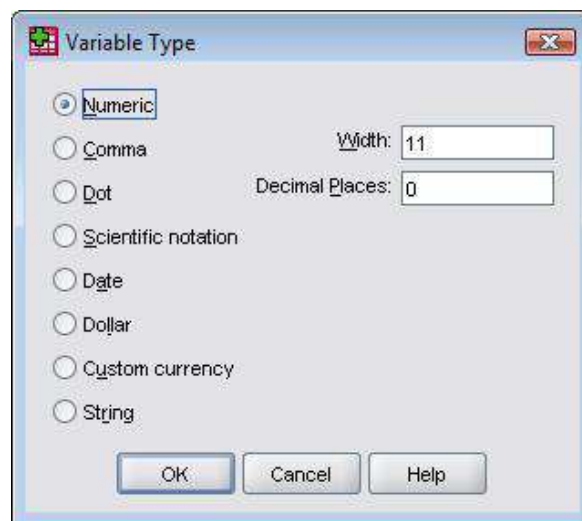 Variable Type
Numeric
Comma
Width: 11
Dot
Decimal Places: 0
Scientific notation
Date
Dollar
Custom currency
String
OK Cancel Help